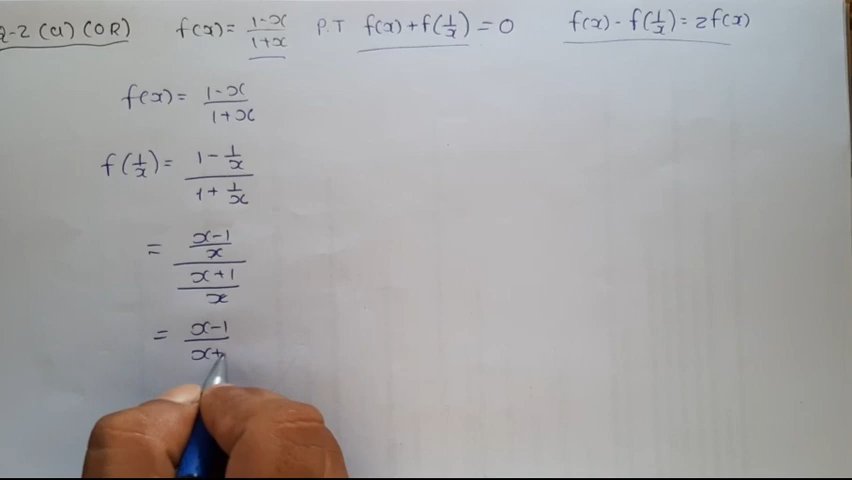 Q-2 (a) (OR) f(x) = 1-x / 1+x P.T f(x) + f(1/x) = 0 f(x) - f(1/x) = 2f(x)
f(x) = 1-x / 1+x
f(1/x) = 1 - 1/x / 1 + 1/x
= x-1 / x / x+1 / x
= x-1 / x+